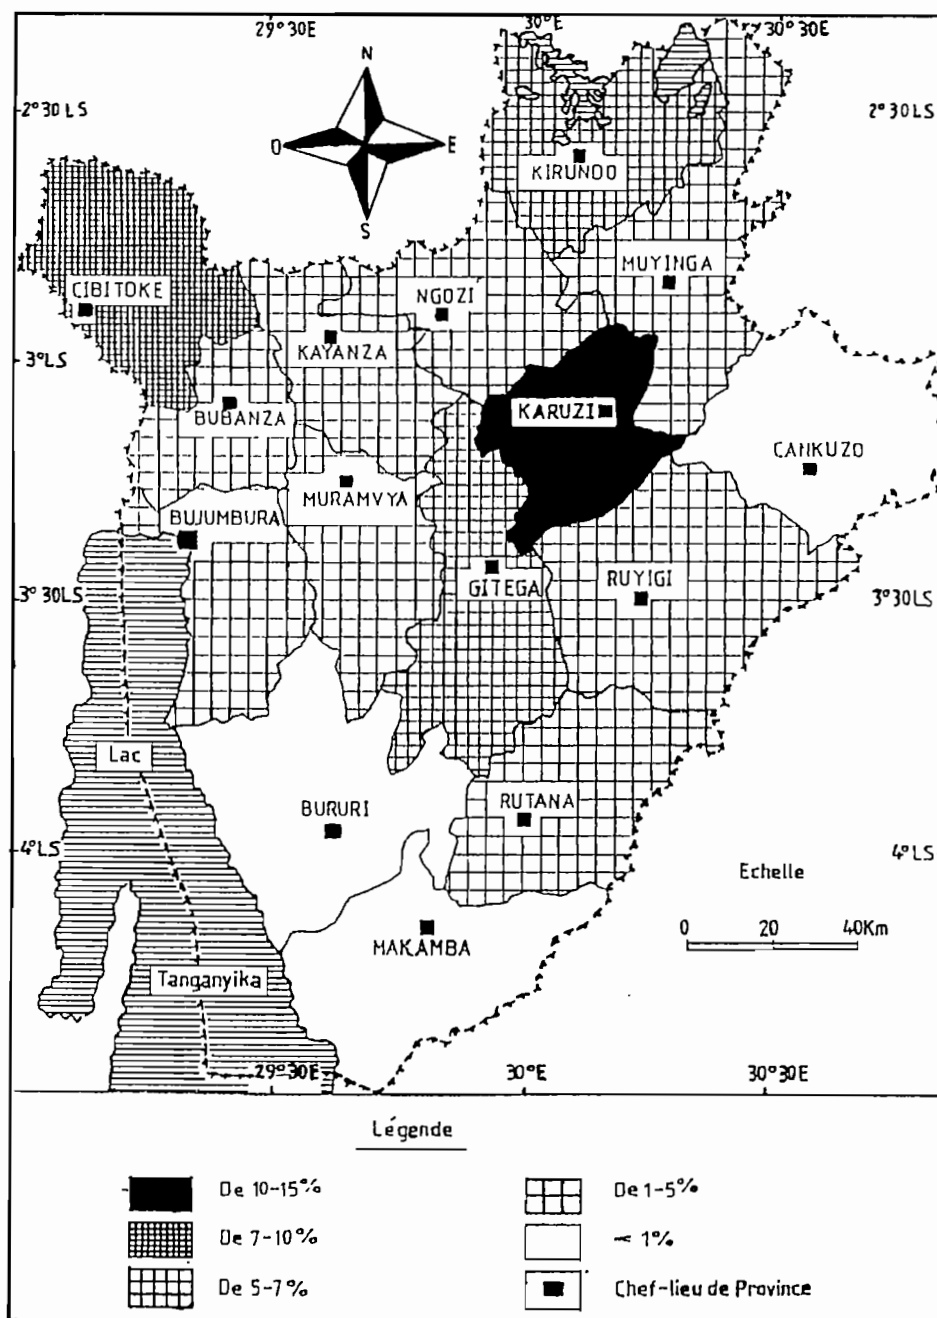 29°30E 30°E 30°30E
N
2°30LS 2°30LS
O E
KIRUNDO
S
MUYINGA
CIBITOKE NGOZI
KAYANZA
3°LS 3°LS
BUBANZA KARUZI
CANKUZO
MURAMVYA
BUJUMBURA
GITEGA RUYIGI
3°30LS 3°30LS
Lac
BURURI RUTANA
4°LS 4°LS
Echelle
0 20 40Km
MAKAMBA
Tanganyika
29°30E 30°E 30°30E
Légende
De 10-15% De 1-5%
De 7-10% < 1%
De 5-7% Chef-lieu de Province